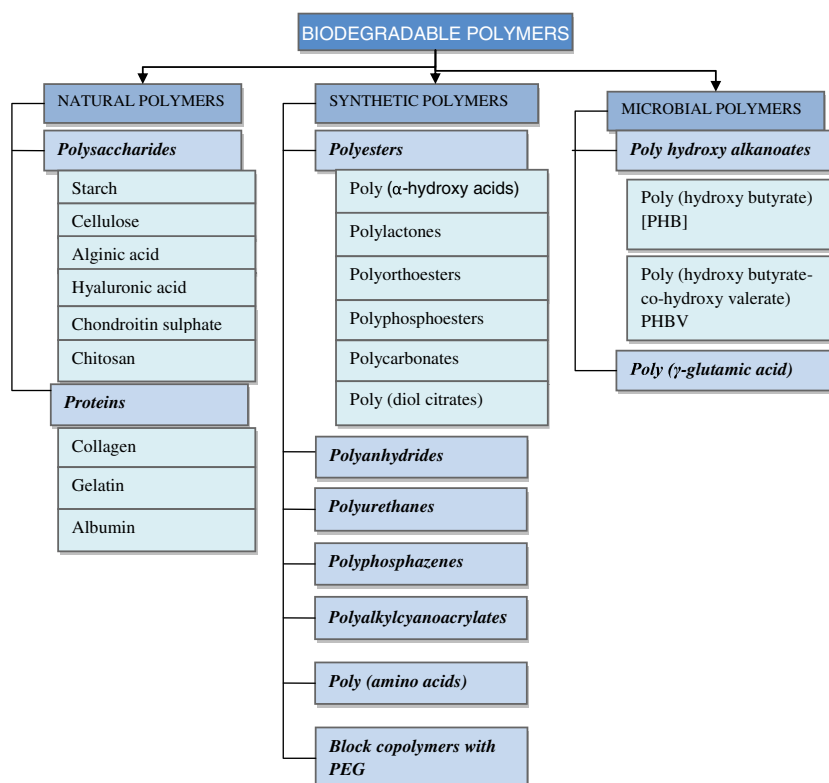 BIODEGRADABLE POLYMERS
NATURAL POLYMERS
Polysaccharides
Starch
Cellulose
Alginic acid
Hyaluronic acid
Chondroitin sulphate
Chitosan
Proteins
Collagen
Gelatin
Albumin
SYNTHETIC POLYMERS
Polyesters
Poly (α-hydroxy acids)
Polylactones
Polyorthoesters
Polyphosphoesters
Polycarbonates
Poly (diol citrates)
Polyanhydrides
Polyurethanes
Polyphosphazenes
Polyalkylcyanoacrylates
Poly (amino acids)
Block copolymers with
PEG
MICROBIAL POLYMERS
Poly hydroxy alkanoates
Poly (hydroxy butyrate)
[PHB]
Poly (hydroxy butyrate-
co-hydroxy valerate)
PHBV
Poly (γ-glutamic acid)